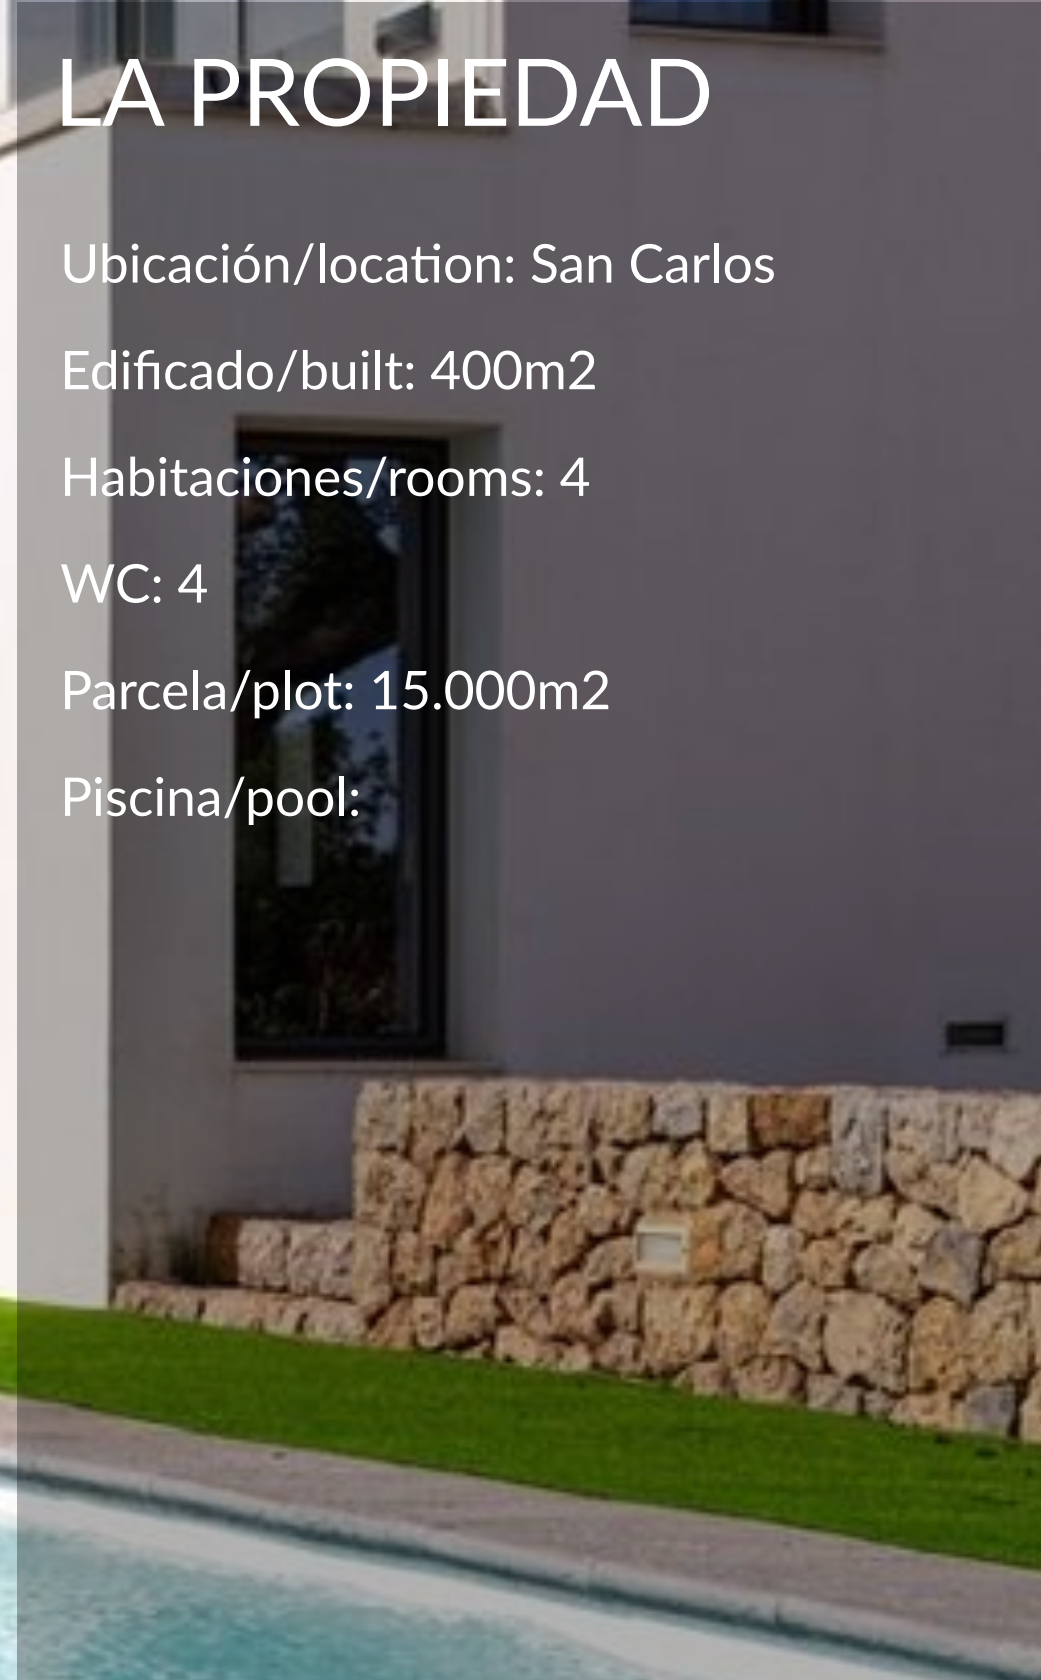 LA PROPIEDAD
Ubicación/location: San Carlos
Edificado/built: 400m2
Habitaciones/rooms: 4
WC: 4
Parcela/plot: 15.000m2
Piscina/pool: